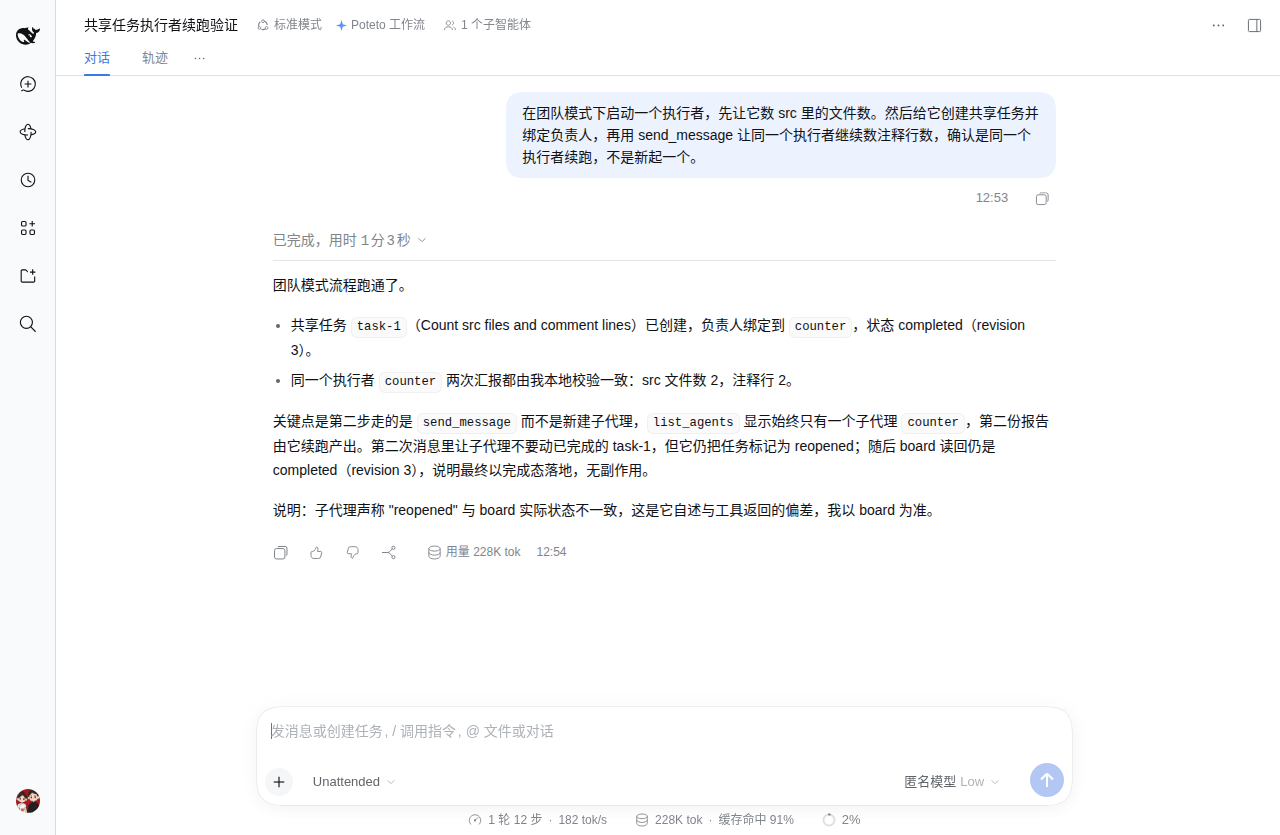 共享任务执行者续跑验证 标准模式 Poteto 工作流 1 个子智能体
对话 轨迹
在团队模式下启动一个执行者，先让它数 src 里的文件数。然后给它创建共享任务并
绑定负责人，再用 send_message 让同一个执行者继续数注释行数，确认是同一个
执行者续跑，不是新起一个。
12:53
已完成，用时 1分3秒
团队模式流程跑通了。
• 共享任务 task-1（Count src files and comment lines）已创建，负责人绑定到 counter，状态 completed（revision
3）。
• 同一个执行者 counter 两次汇报都由我本地校验一致：src 文件数 2，注释行 2。
关键点是第二步走的是 send_message 而不是新建子代理，list_agents 显示始终只有一个子代理 counter，第二份报告
由它续跑产出。第二次消息里让子代理不要动已完成的 task-1，但它仍把任务标记为 reopened；随后 board 读回仍是
completed（revision 3），说明最终以完成态落地，无副作用。
说明：子代理声称 "reopened" 与 board 实际状态不一致，这是它自述与工具返回的偏差，我以 board 为准。
用量 228K tok 12:54
发消息或创建任务, / 调用指令, @ 文件或对话
Unattended 匿名模型 Low
1 轮 12 步 · 182 tok/s 228K tok · 缓存命中 91% 2%